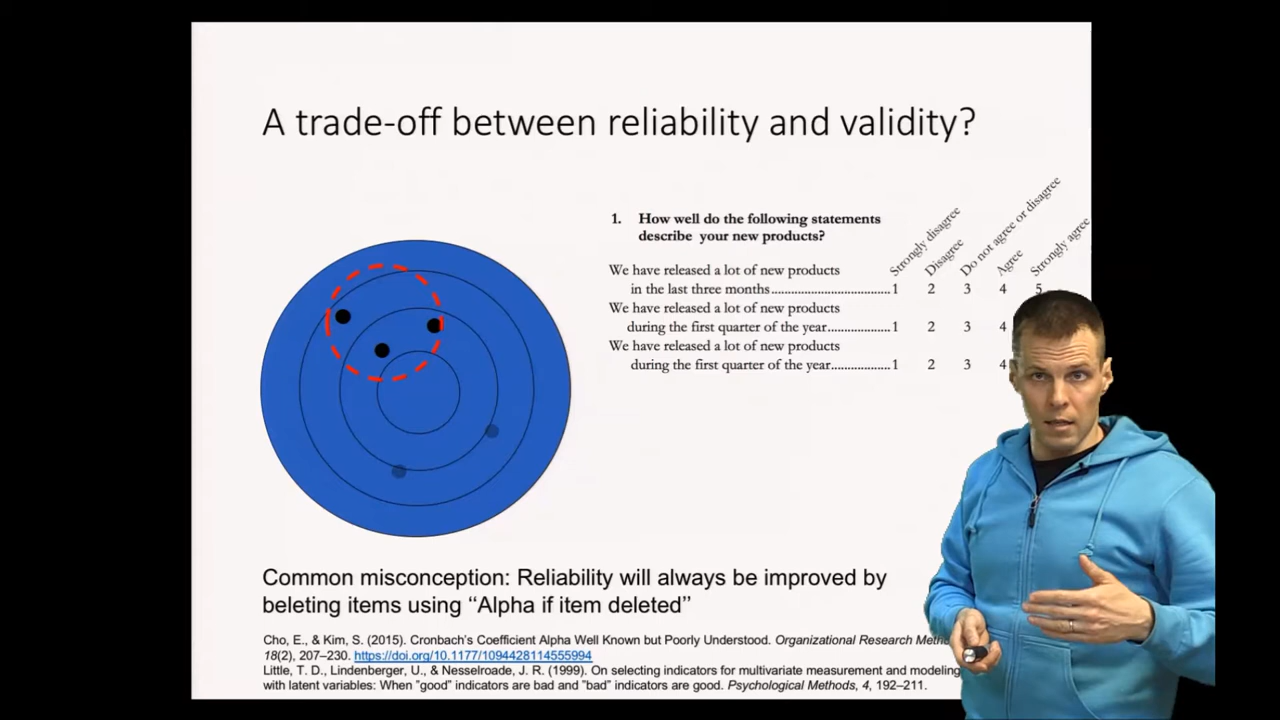 A trade-off between reliability and validity?
1. How well do the following statements
describe your new products?
Strongly disagree
Disagree
Do not agree or disagree
Agree
Strongly agree
We have released a lot of new products
in the last three months..................................1 2 3 4 5
We have released a lot of new products
during the first quarter of the year..................1 2 3 4
We have released a lot of new products
during the first quarter of the year.................1 2 3 4
Common misconception: Reliability will always be improved by
beleting items using “Alpha if item deleted”
Cho, E., & Kim, S. (2015). Cronbach’s Coefficient Alpha Well Known but Poorly Understood. Organizational Research
18(2), 207–230. https://doi.org/10.1177/1094428114555994
Little, T. D., Lindenberger, U., & Nesselroade, J. R. (1999). On selecting indicators for multivariate measurement and modeling
with latent variables: When "good" indicators are bad and "bad" indicators are good. Psychological Methods, 4, 192–211.